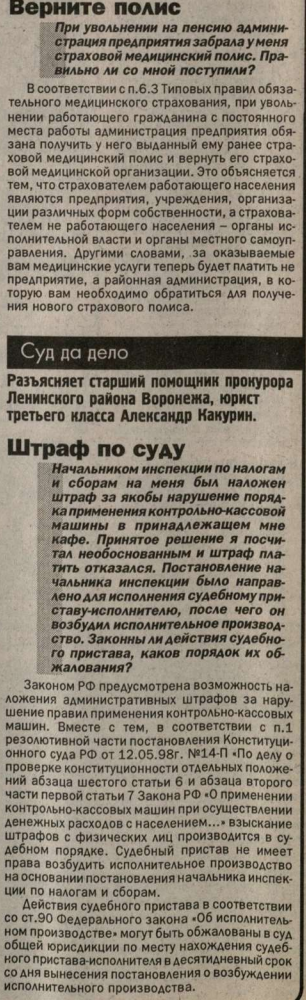 Верните полис
При увольнении на пенсию админи-
страция предприятия забрала у меня
страховой медицинский полис. Пра-
вильно ли со мной поступили?
В соответствии с п.6.3 Типовых правил обяза-
тельного медицинского страхования, при уволь-
нении работающего гражданина с постоянного
места работы администрация предприятия обя-
зана получить у него выданный ему ранее стра-
ховой медицинский полис и вернуть его страхо-
вой медицинской организации. Это объясняется
тем, что страхователем работающего населения
являются предприятия, учреждения, организа-
ции различных форм собственности, а страхова-
телем не работающего населения – органы ис-
полнительной власти и органы местного самоуп-
равления. Другими словами, за оказываемые
вам медицинские услуги теперь будет платить не
предприятие, а районная администрация, в ко-
торую вам необходимо обратиться для получе-
ния нового страхового полиса.
Суд да дело
Разъясняет старший помощник прокурора
Ленинского района Воронежа, юрист
третьего класса Александр Какурин.
Штраф по суду
Начальником инспекции по налогам
и сборам на меня был наложен
штраф за якобы нарушение поряд-
ка применения контрольно-кассовой
машины в принадлежащем мне
кафе. Принятое решение я посчи-
тал необоснованным и штраф пла-
тить отказался. Постановление на-
чальника инспекции было направ-
лено для исполнения судебному при-
ставу-исполнителю, после чего он
возбудил исполнительное производ-
ство. Законны ли действия судебно-
го пристава, каков порядок их об-
жалования?
Законом РФ предусмотрена возможность на-
ложения административных штрафов за нару-
шение правил применения контрольно-кассовых
машин. Вместе с тем, в соответствии с п.1
резолютивной части постановления Конституци-
онного суда РФ от 12.05.98г. №14-П «По делу о
проверке конституционности отдельных положе-
ний абзаца шестого статьи 6 и абзаца второго
части первой статьи 7 Закона РФ «О применении
контрольно-кассовых машин при осуществлении
денежных расходов с населением...» взыскание
штрафов с физических лиц производится в су-
дебном порядке. Судебный пристав не имел
права возбудить исполнительное производство
на основании постановления начальника инспек-
ции по налогам и сборам.
Действия судебного пристава в соответствии
со ст.90 Федерального закона «Об исполнитель-
ном производстве» могут быть обжалованы в суд
общей юрисдикции по месту нахождения судеб-
ного пристава-исполнителя в десятидневный срок
со дня вынесения постановления о возбуждении
исполнительного производства.